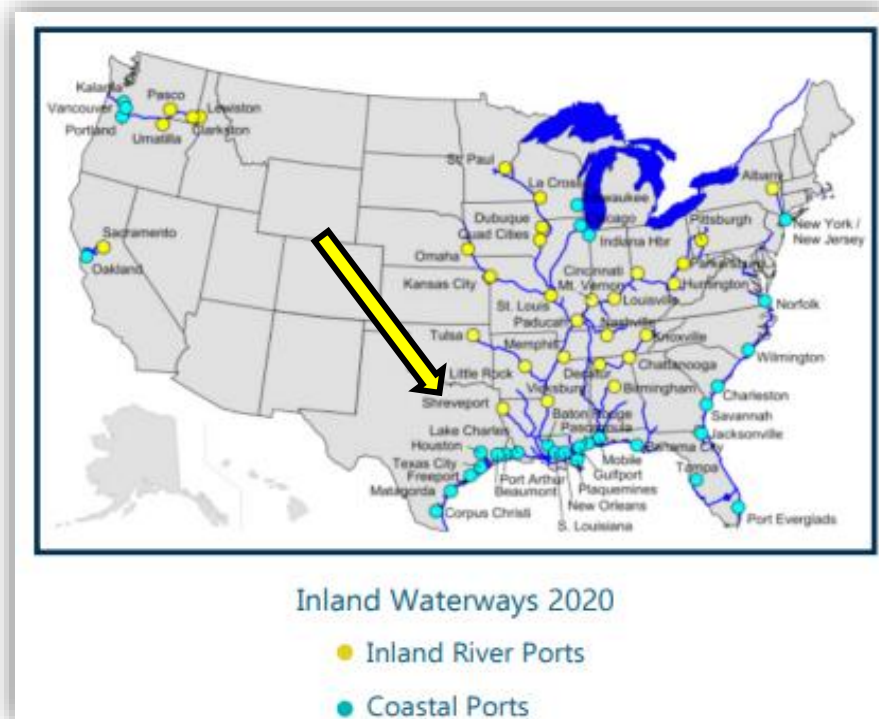 Kalama
Vancouver
Portland
Pasco
Lewiston
Umatilla
Clarkston
Sacramento
Oakland
St. Paul
La Cross
Milwaukee
Chicago
Dubuque
Quad Cities
Indiana Hbr
Omaha
Kansas City
Cincinnati
Mt. Vernon
St. Louis
Louisville
Pittsburgh
Parkersburg
Huntington
Albany
New York /
New Jersey
Norfolk
Paducah
Nashville
Knoxville
Tulsa
Memphis
Wilmington
Little Rock
Decatur
Chattanooga
Vicksburg
Birmingham
Charleston
Shreveport
Baton Rouge
Savannah
Lake Charles
Pascagoula
Jacksonville
Houston
Panama City
Texas City
Mobile
Tampa
Freeport
Port Arthur
Gulfport
Matagorda
Beaumont
Plaquemines
New Orleans
Corpus Christi
S. Louisiana
Port Everglads
Inland Waterways 2020
Inland River Ports
Coastal Ports